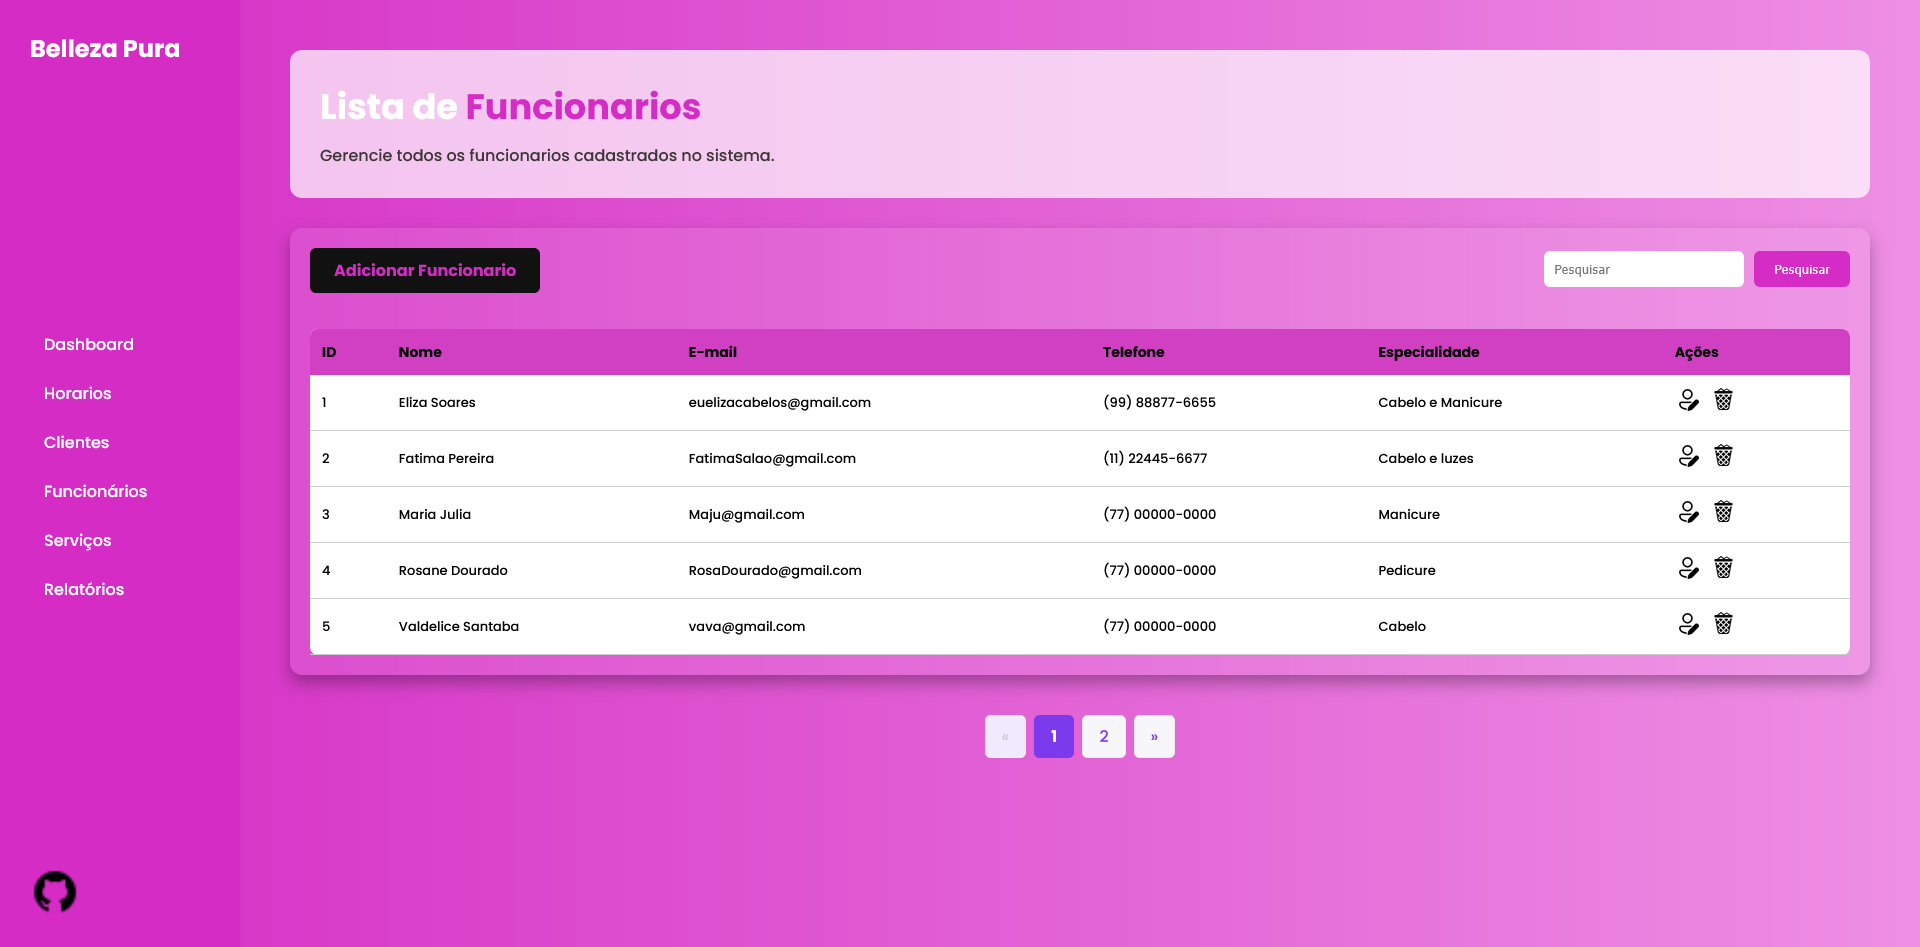 Belleza Pura
Dashboard
Horarios
Clientes
Funcionários
Serviços
Relatórios
Lista de Funcionarios
Gerencie todos os funcionarios cadastrados no sistema.
Adicionar Funcionario
Pesquisar Pesquisar
ID Nome E-mail Telefone Especialidade Ações
1 Eliza Soares euelizacabelos@gmail.com (99) 88877-6655 Cabelo e Manicure
2 Fatima Pereira FatimaSalao@gmail.com (11) 22445-6677 Cabelo e luzes
3 Maria Julia Maju@gmail.com (77) 00000-0000 Manicure
4 Rosane Dourado RosaDourado@gmail.com (77) 00000-0000 Pedicure
5 Valdelice Santaba vava@gmail.com (77) 00000-0000 Cabelo
« 1 2 »